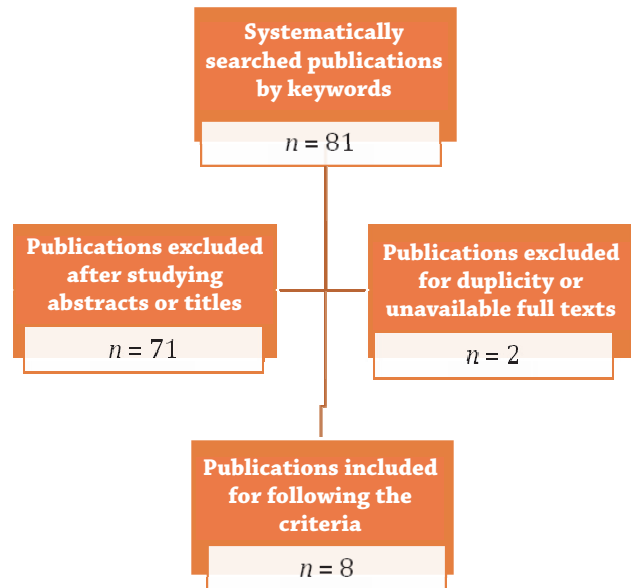 Systematically
searched publications
by keywords
n = 81
Publications excluded
after studying
abstracts or titles
n = 71
Publications excluded
for duplicity or
unavailable full texts
n = 2
Publications included
for following the
criteria
n = 8